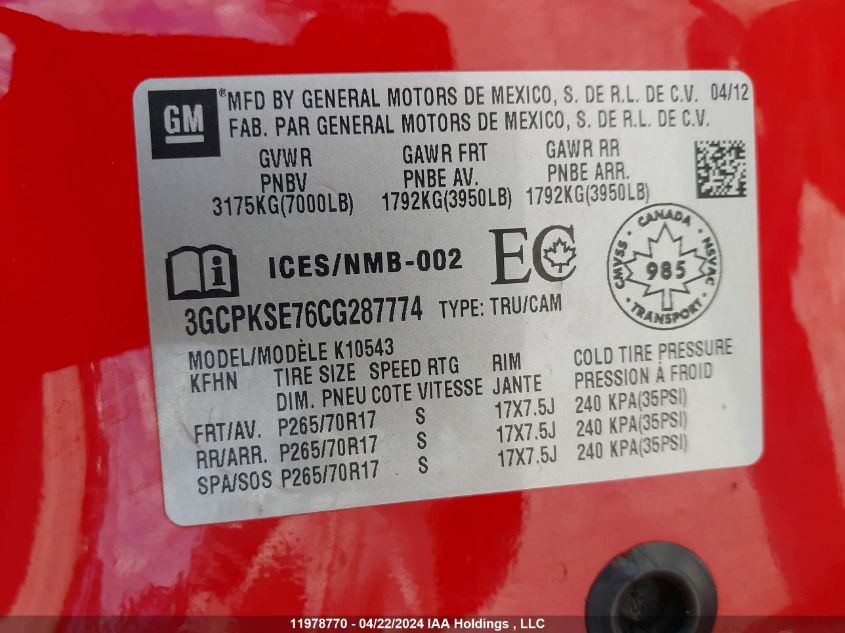 GM
*MFD BY GENERAL MOTORS DE MEXICO, S. DE R.L. DE C.V. 04/12
FAB. PAR GENERAL MOTORS DE MEXICO, S. DE R.L. DE C.V.
GVWR GAWR FRT GAWR RR
PNBV PNBE AV. PNBE ARR.
3175KG(7000LB) 1792KG(3950LB) 1792KG(3950LB)
i ICES/NMB-002 EC
CANADA
CMVSS 985 NSVAC
TRANSPORT
3GCPKSE76CG287774 TYPE: TRU/CAM
MODEL/MODÈLE K10543
KFHN TIRE SIZE SPEED RTG RIM COLD TIRE PRESSURE
DIM. PNEU COTE VITESSE JANTE PRESSION À FROID
FRT/AV. P265/70R17 S 17X7.5J 240 KPA(35PSI)
RR/ARR. P265/70R17 S 17X7.5J 240 KPA(35PSI)
SPA/SOS P265/70R17 S 17X7.5J 240 KPA(35PSI)
11978770 - 04/22/2024 IAA Holdings , LLC